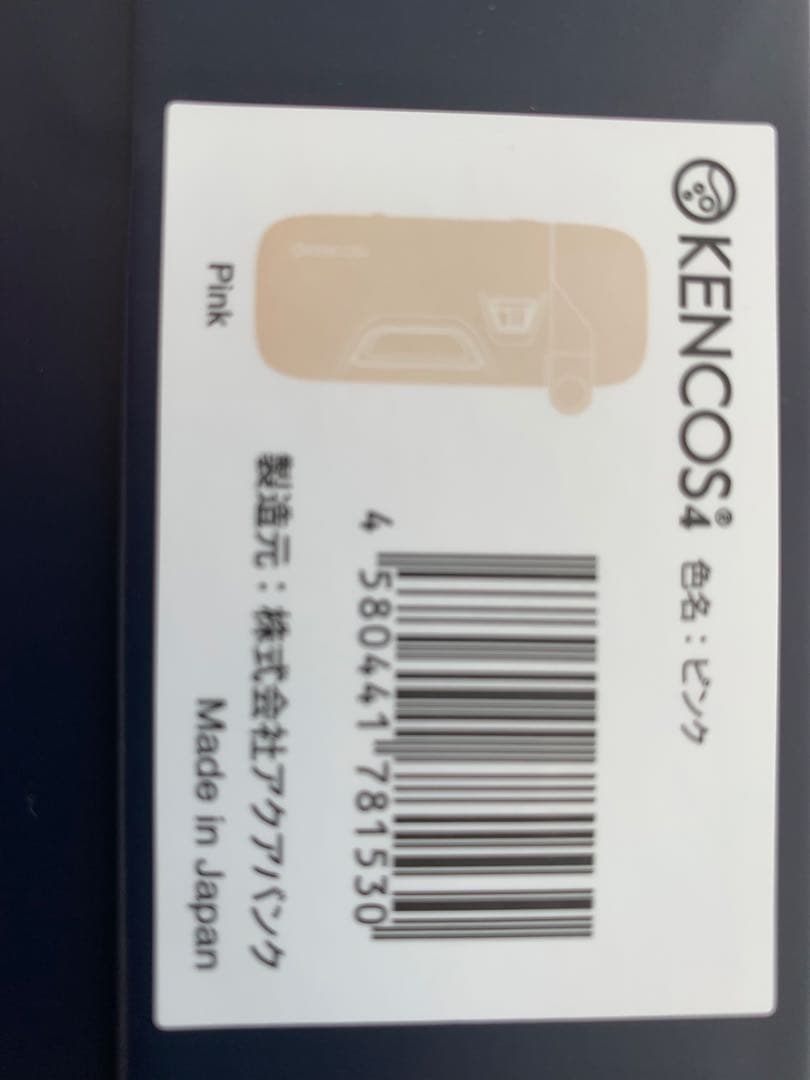 KENCOS4® 色名：ピンク
Pink
4 580441 781530
製造元：株式会社アクアバンク
Made in Japan